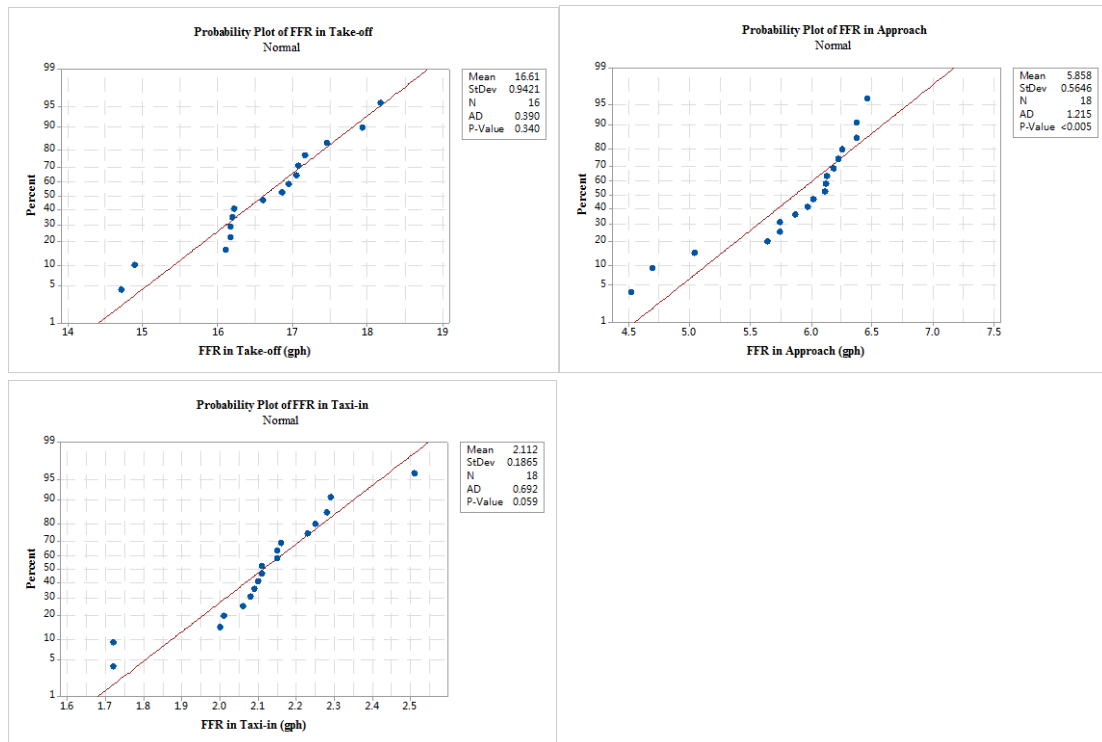 Probability Plot of FFR in Take-off
Normal
99
95
90
80
70
60
50
40
30
20
10
5
1
Percent
14 15 16 17 18 19
FFR in Take-off (gph)
Mean 16.61
StDev 0.9421
N 16
AD 0.390
P-Value 0.340
Probability Plot of FFR in Approach
Normal
99
95
90
80
70
60
50
40
30
20
10
5
1
Percent
4.5 5.0 5.5 6.0 6.5 7.0 7.5
FFR in Approach (gph)
Mean 5.858
StDev 0.5646
N 18
AD 1.215
P-Value <0.005
Probability Plot of FFR in Taxi-in
Normal
99
95
90
80
70
60
50
40
30
20
10
5
1
Percent
1.6 1.7 1.8 1.9 2.0 2.1 2.2 2.3 2.4 2.5
FFR in Taxi-in (gph)
Mean 2.112
StDev 0.1865
N 18
AD 0.692
P-Value 0.059